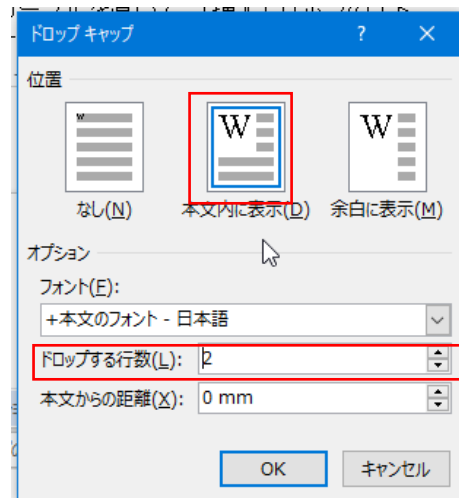 ドロップ キャップ ? ×
位置
W W W
なし(N) 本文内に表示(D) 余白に表示(M)
オプション
フォント(F):
+本文のフォント - 日本語
ドロップする行数(L): 2
本文からの距離(X): 0 mm
OK キャンセル